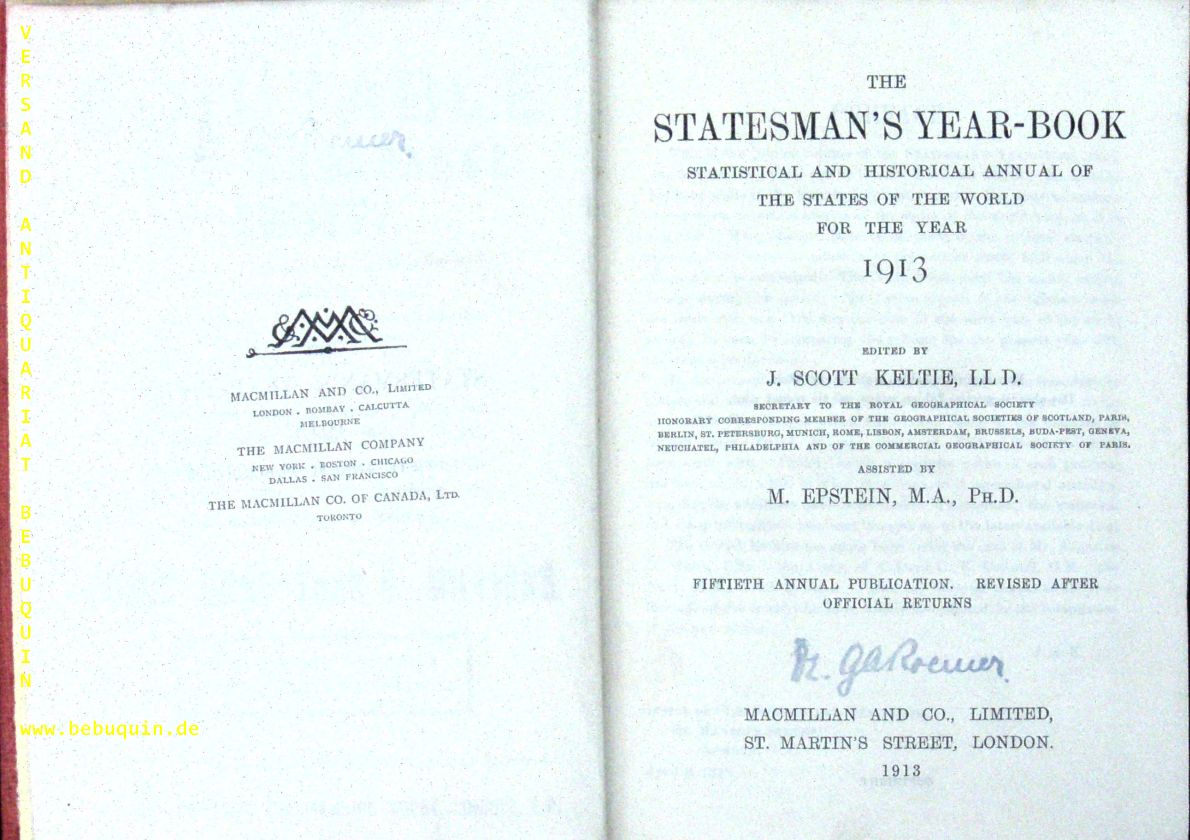 VERSAND ANTIQUARIAT BEBUQUIN
www.bebuquin.de
MACMILLAN AND CO., LIMITED
LONDON . BOMBAY . CALCUTTA
MELBOURNE
THE MACMILLAN COMPANY
NEW YORK . BOSTON . CHICAGO
DALLAS . SAN FRANCISCO
THE MACMILLAN CO. OF CANADA, LTD.
TORONTO
THE
STATESMAN'S YEAR-BOOK
STATISTICAL AND HISTORICAL ANNUAL OF
THE STATES OF THE WORLD
FOR THE YEAR
1913
EDITED BY
J. SCOTT KELTIE, LL D.
SECRETARY TO THE ROYAL GEOGRAPHICAL SOCIETY
HONORARY CORRESPONDING MEMBER OF THE GEOGRAPHICAL SOCIETIES OF SCOTLAND, PARIS,
BERLIN, ST. PETERSBURG, MUNICH, ROME, LISBON, AMSTERDAM, BRUSSELS, BUDA-PEST, GENEVA,
NEUCHATEL, PHILADELPHIA AND OF THE COMMERCIAL GEOGRAPHICAL SOCIETY OF PARIS.
ASSISTED BY
M. EPSTEIN, M.A., PH.D.
FIFTIETH ANNUAL PUBLICATION. REVISED AFTER
OFFICIAL RETURNS
MACMILLAN AND CO., LIMITED,
ST. MARTIN'S STREET, LONDON.
1913